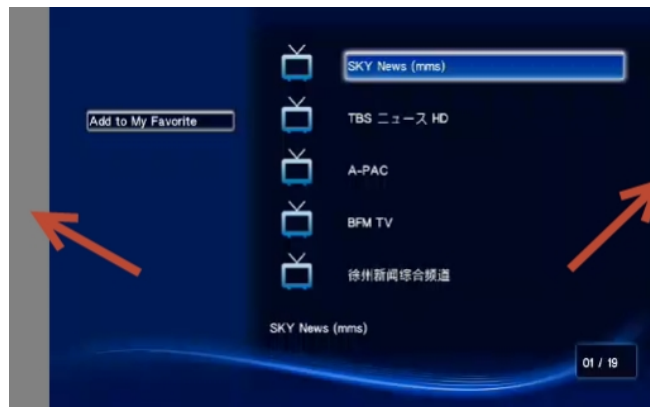 SKY News (mms)
Add to My Favorite
TBS ニュース HD
A-PAC
BFM TV
徐州新闻综合频道
SKY News (mms)
01 / 19